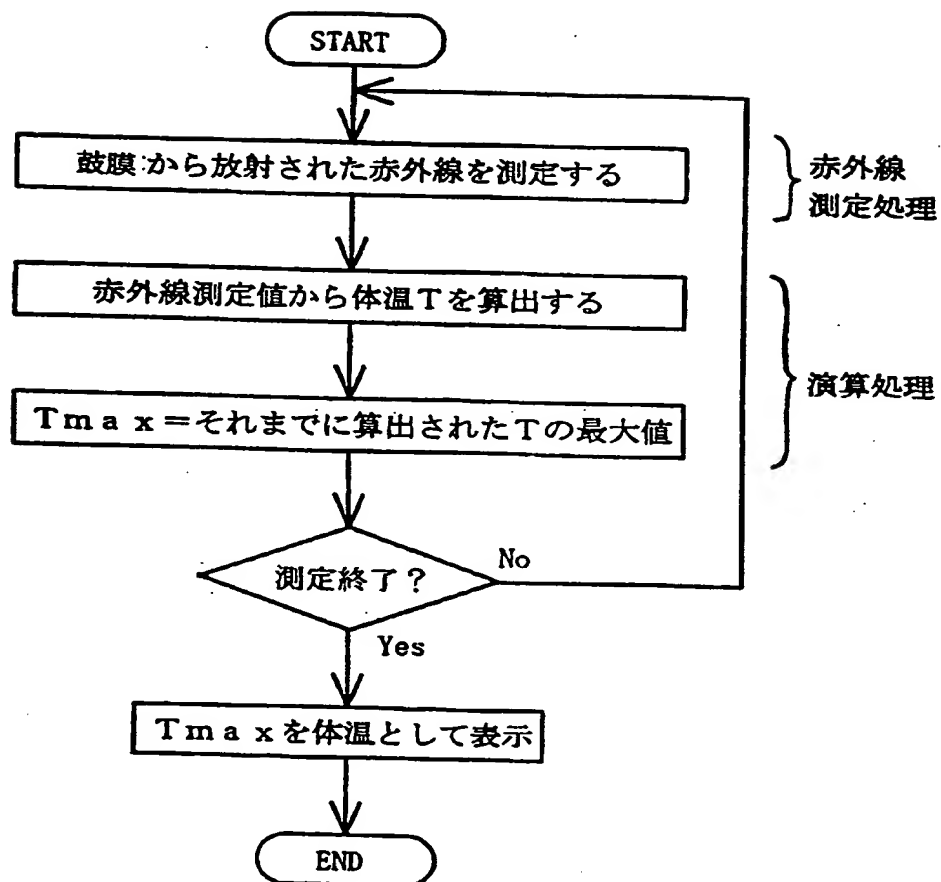 START
鼓膜から放射された赤外線を測定する
赤外線
測定処理
赤外線測定値から体温Tを算出する
演算処理
Tmax=それまでに算出されたTの最大値
測定終了?
No
Yes
Tmaxを体温として表示
END